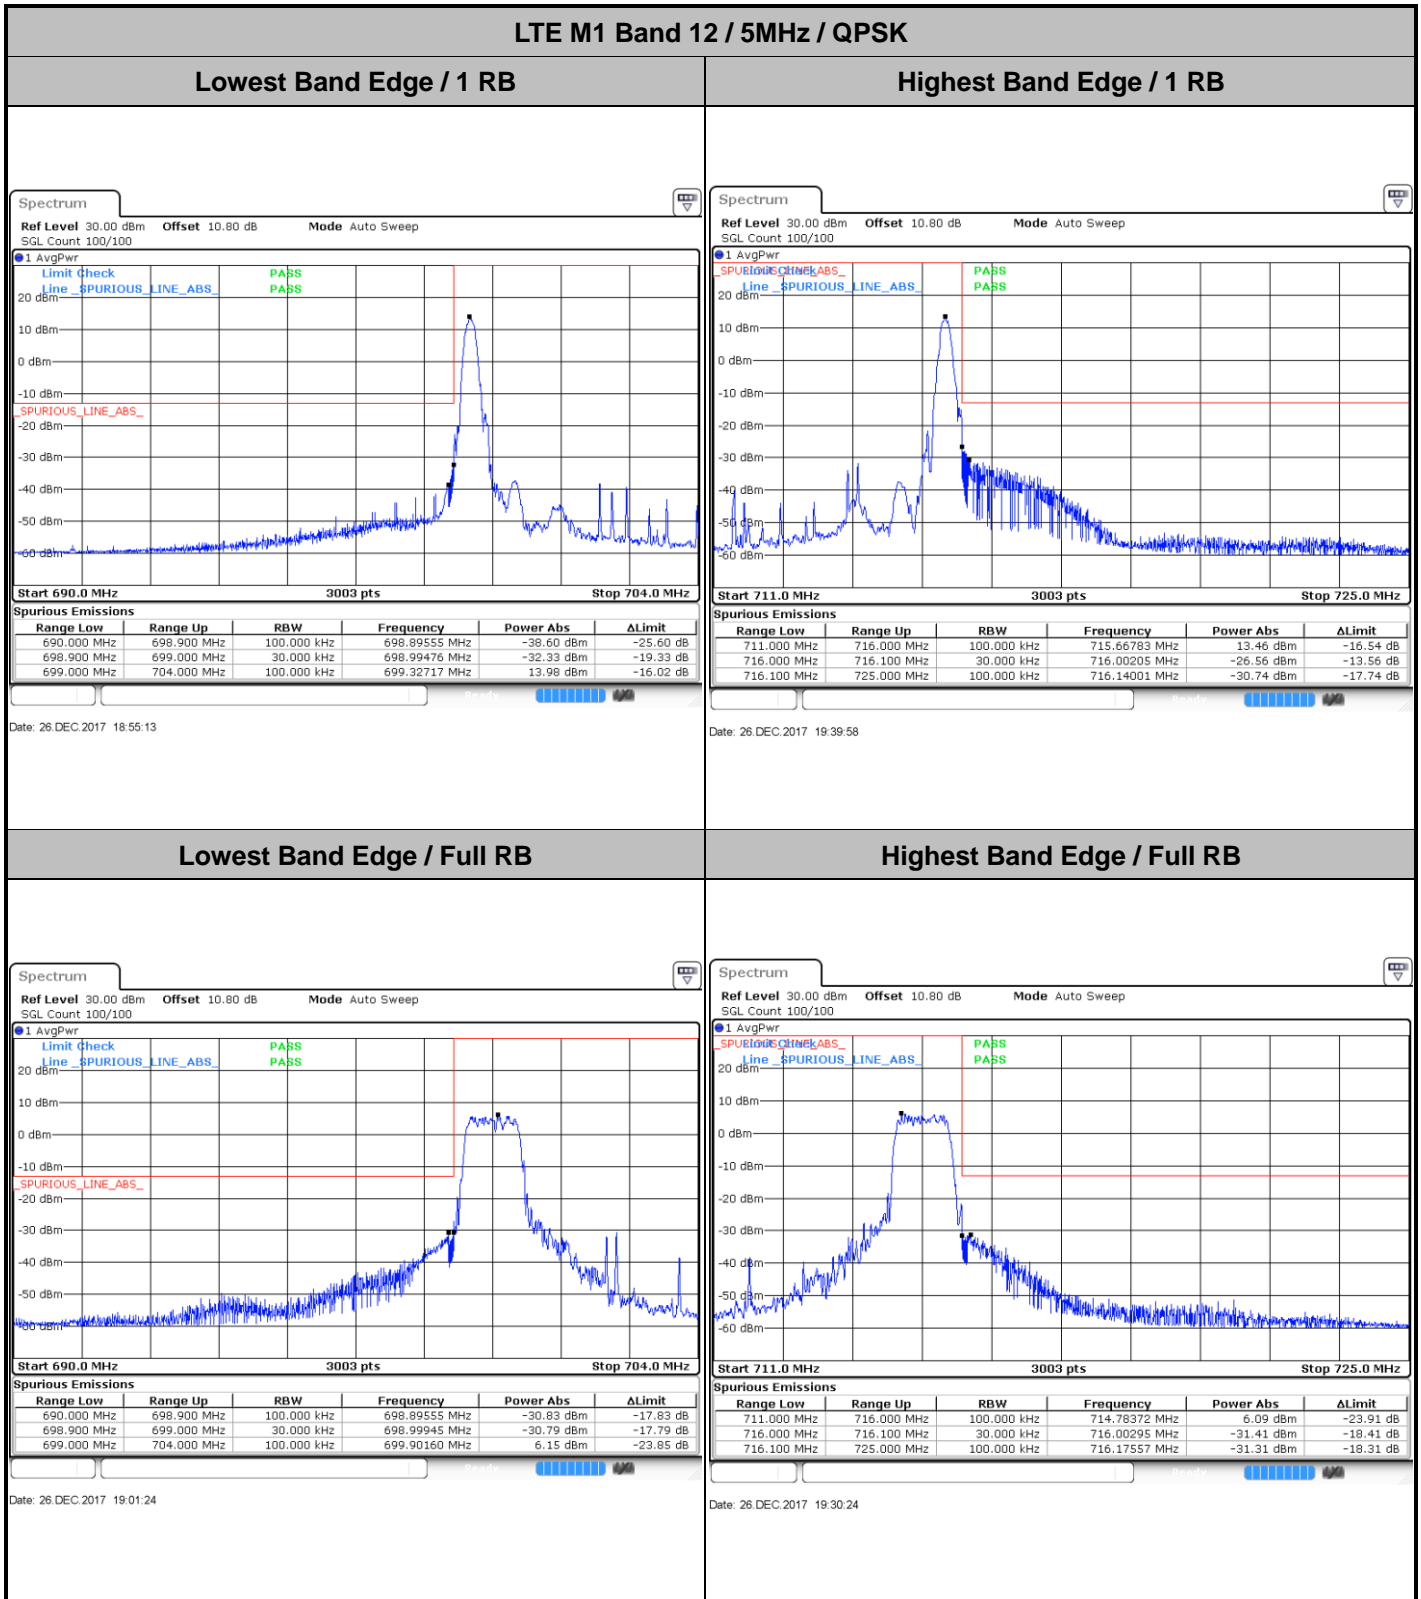 LTE M1 Band 12 / 5MHz / QPSK
Lowest Band Edge / 1 RB
Highest Band Edge / 1 RB
Spectrum
Ref Level 30.00 dBm Offset 10.80 dB Mode Auto Sweep
SGL Count 100/100
1 AvgPwr
Limit Check PASS
Line _SPURIOUS_LINE_ABS_ PASS
20 dBm
10 dBm
0 dBm
-10 dBm
_SPURIOUS_LINE_ABS_
-20 dBm
-30 dBm
-40 dBm
-50 dBm
-60 dBm
Start 690.0 MHz 3003 pts Stop 704.0 MHz
Spurious Emissions
Range Low Range Up RBW Frequency Power Abs ΔLimit
690.000 MHz 698.900 MHz 100.000 kHz 698.89555 MHz -38.60 dBm -25.60 dB
698.900 MHz 699.000 MHz 30.000 kHz 698.99476 MHz -32.33 dBm -19.33 dB
699.000 MHz 704.000 MHz 100.000 kHz 699.32717 MHz 13.98 dBm -16.02 dB
Ready
Date: 26.DEC.2017 18:55:13
Spectrum
Ref Level 30.00 dBm Offset 10.80 dB Mode Auto Sweep
SGL Count 100/100
1 AvgPwr
_SPURIOUS_LINE_ABS_
Limit Check PASS
Line _SPURIOUS_LINE_ABS_ PASS
20 dBm
10 dBm
0 dBm
-10 dBm
-20 dBm
-30 dBm
-40 dBm
-50 dBm
-60 dBm
Start 711.0 MHz 3003 pts Stop 725.0 MHz
Spurious Emissions
Range Low Range Up RBW Frequency Power Abs ΔLimit
711.000 MHz 716.000 MHz 100.000 kHz 715.66783 MHz 13.46 dBm -16.54 dB
716.000 MHz 716.100 MHz 30.000 kHz 716.00205 MHz -26.56 dBm -13.56 dB
716.100 MHz 725.000 MHz 100.000 kHz 716.14001 MHz -30.74 dBm -17.74 dB
Ready
Date: 26.DEC.2017 19:39:58
Lowest Band Edge / Full RB
Highest Band Edge / Full RB
Spectrum
Ref Level 30.00 dBm Offset 10.80 dB Mode Auto Sweep
SGL Count 100/100
1 AvgPwr
Limit Check PASS
Line _SPURIOUS_LINE_ABS_ PASS
20 dBm
10 dBm
0 dBm
-10 dBm
_SPURIOUS_LINE_ABS_
-20 dBm
-30 dBm
-40 dBm
-50 dBm
-60 dBm
Start 690.0 MHz 3003 pts Stop 704.0 MHz
Spurious Emissions
Range Low Range Up RBW Frequency Power Abs ΔLimit
690.000 MHz 698.900 MHz 100.000 kHz 698.89555 MHz -30.83 dBm -17.83 dB
698.900 MHz 699.000 MHz 30.000 kHz 698.99945 MHz -30.79 dBm -17.79 dB
699.000 MHz 704.000 MHz 100.000 kHz 699.90160 MHz 6.15 dBm -23.85 dB
Ready
Date: 26.DEC.2017 19:01:24
Spectrum
Ref Level 30.00 dBm Offset 10.80 dB Mode Auto Sweep
SGL Count 100/100
1 AvgPwr
_SPURIOUS_LINE_ABS_
Limit Check PASS
Line _SPURIOUS_LINE_ABS_ PASS
20 dBm
10 dBm
0 dBm
-10 dBm
-20 dBm
-30 dBm
-40 dBm
-50 dBm
-60 dBm
Start 711.0 MHz 3003 pts Stop 725.0 MHz
Spurious Emissions
Range Low Range Up RBW Frequency Power Abs ΔLimit
711.000 MHz 716.000 MHz 100.000 kHz 714.78372 MHz 6.09 dBm -23.91 dB
716.000 MHz 716.100 MHz 30.000 kHz 716.00295 MHz -31.41 dBm -18.41 dB
716.100 MHz 725.000 MHz 100.000 kHz 716.17557 MHz -31.31 dBm -18.31 dB
Ready
Date: 26.DEC.2017 19:30:24